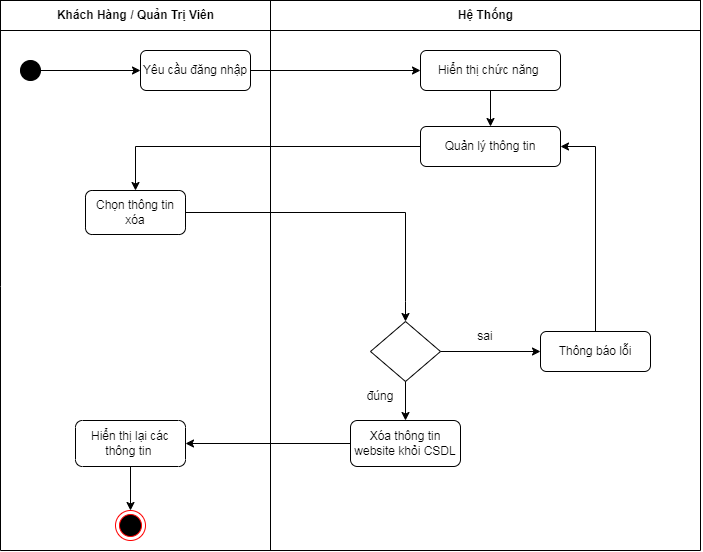 Khách Hàng / Quản Trị Viên
Hệ Thống
Yêu cầu đăng nhập
Hiển thị chức năng
Quản lý thông tin
Chọn thông tin
xóa
sai
Thông báo lỗi
đúng
Hiển thị lại các
thông tin
Xóa thông tin
website khỏi CSDL